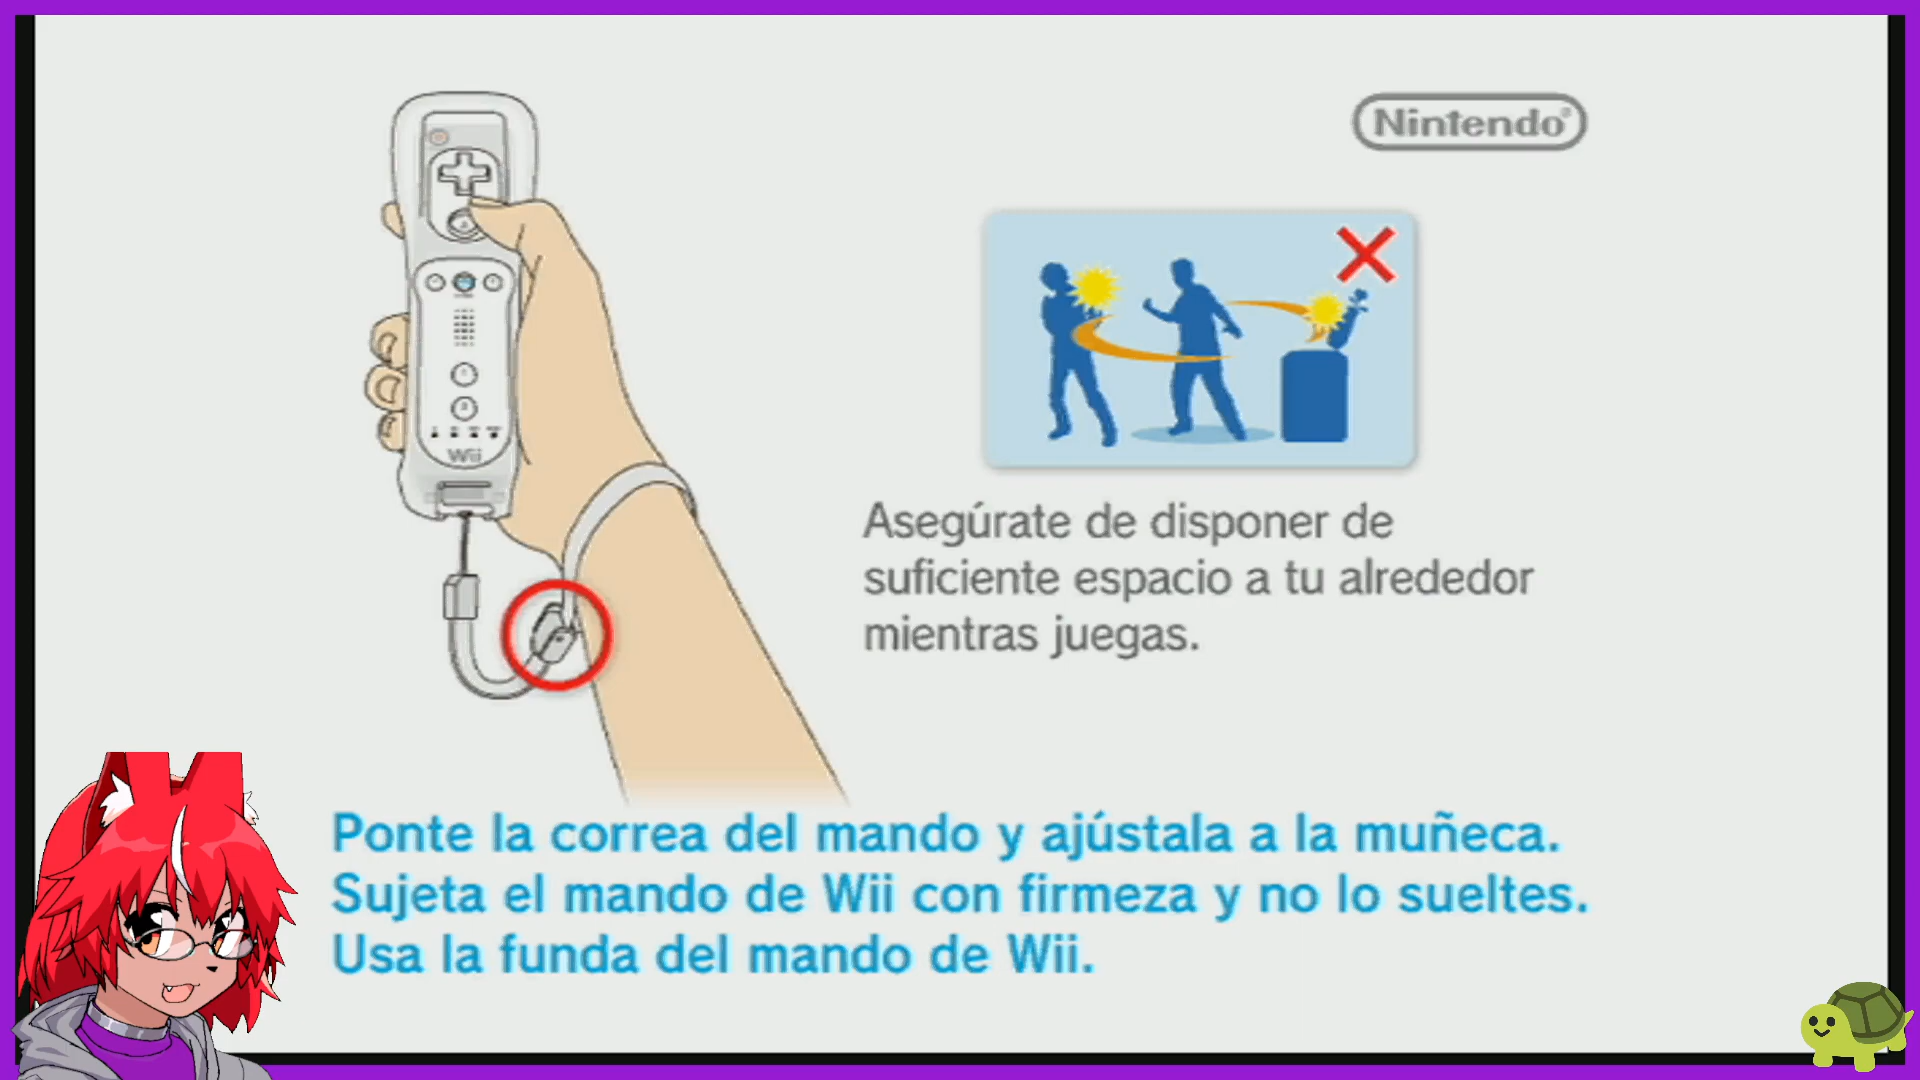 Nintendo®
Wii
Asegúrate de disponer de
suficiente espacio a tu alrededor
mientras juegas.
Ponte la correa del mando y ajústala a la muñeca.
Sujeta el mando de Wii con firmeza y no lo sueltes.
Usa la funda del mando de Wii.